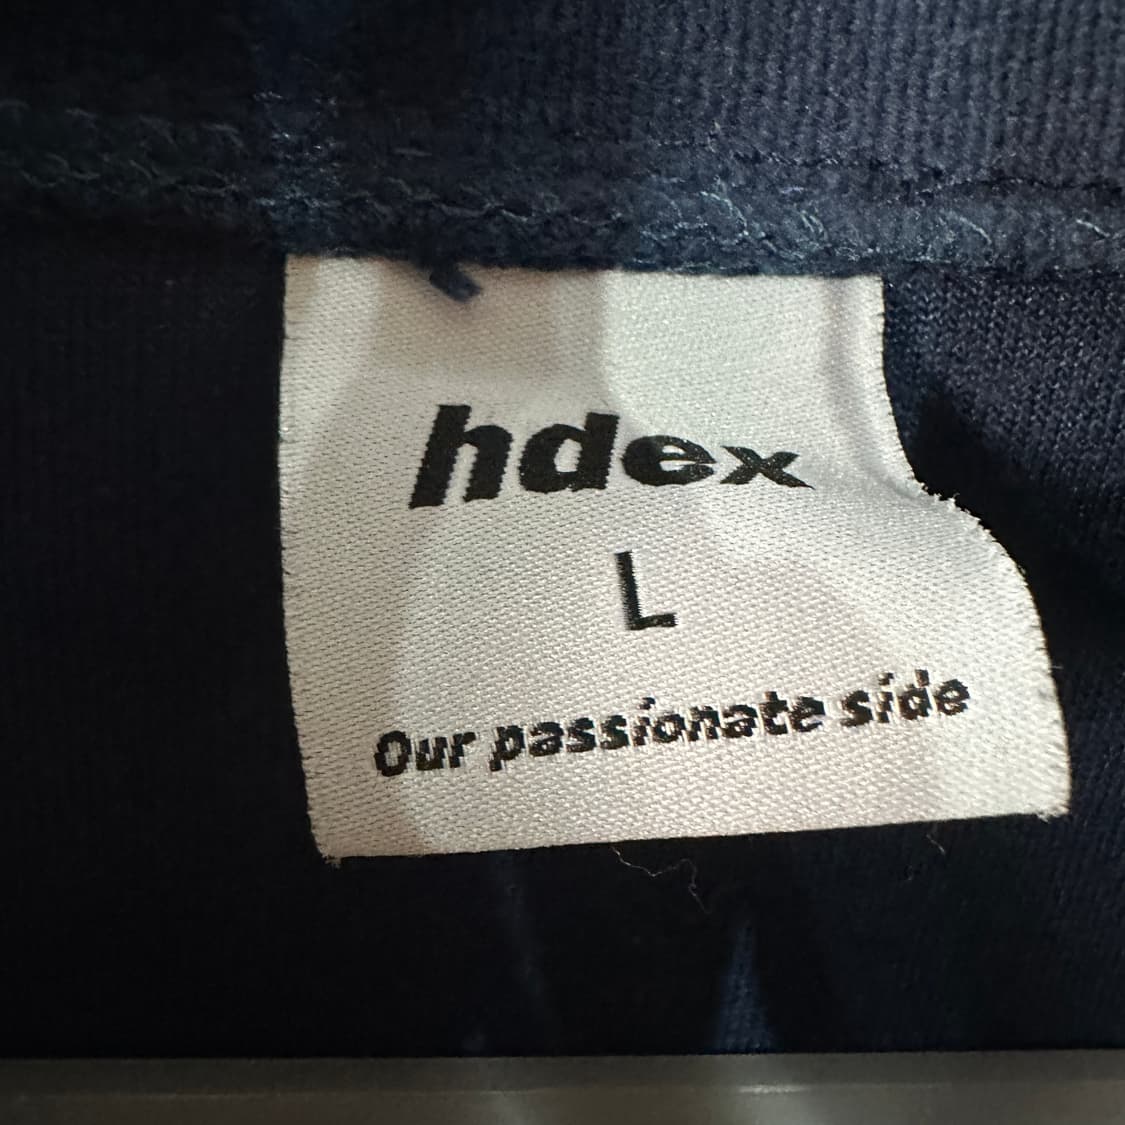 hdex
L
Our passionate side